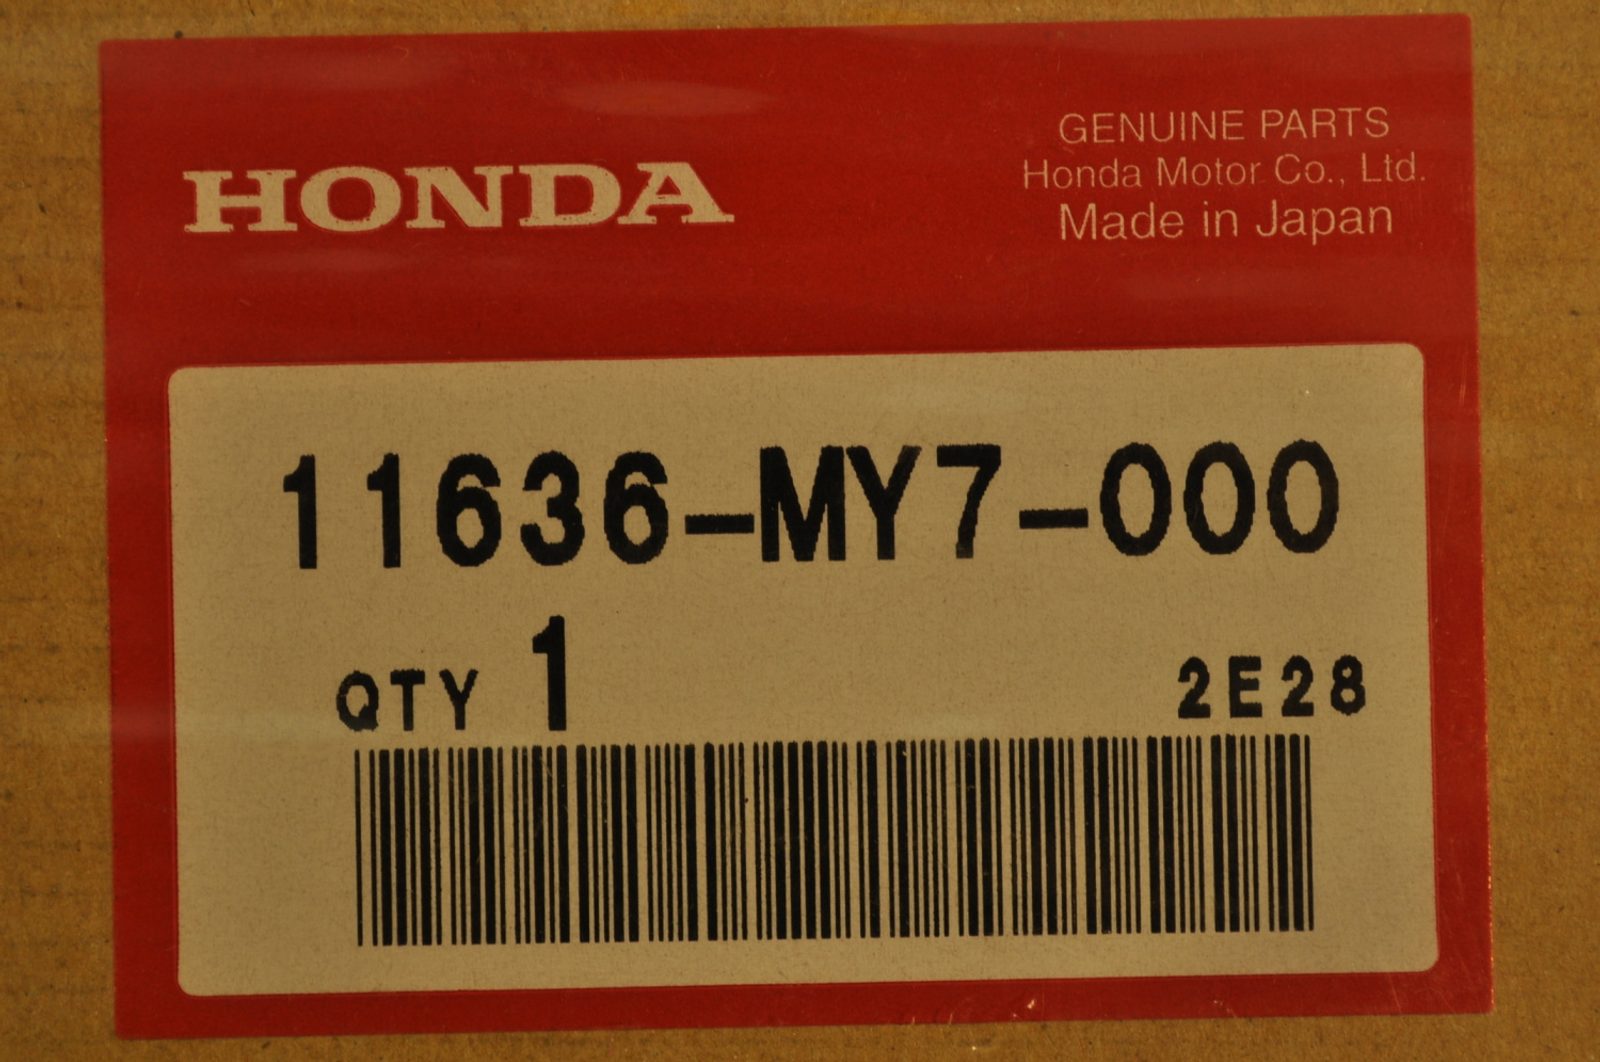 HONDA
GENUINE PARTS
Honda Motor Co., Ltd.
Made in Japan
11636-MY7-000
QTY 1
2E28